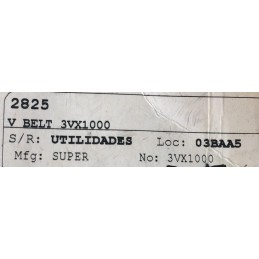 2825
V BELT 3VX1000
S/R: UTILIDADES Loc: 03BAA5
Mfg: SUPER No: 3VX1000